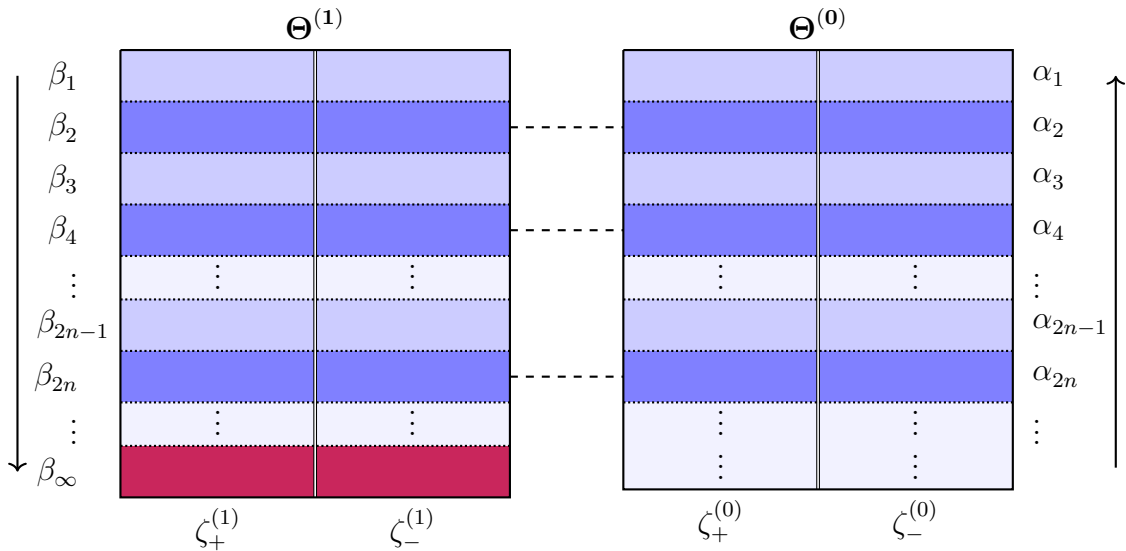 Θ^(1) Θ^(0)
β_1 α_1
β_2 α_2
β_3 α_3
β_4 α_4
⋮ ⋮ ⋮ ⋮ ⋮ ⋮
β_{2n−1} α_{2n−1}
β_{2n} α_{2n}
⋮ ⋮ ⋮ ⋮ ⋮ ⋮
β_∞ ⋮ ⋮
ζ_+^(1) ζ_−^(1) ζ_+^(0) ζ_−^(0)